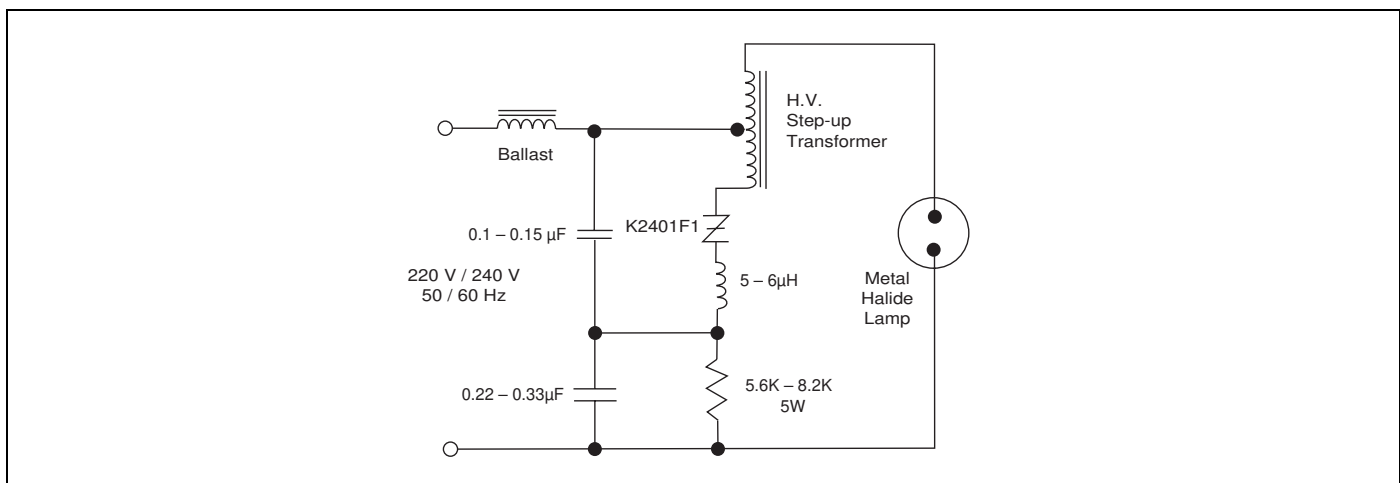 H.V.
Step-up
Transformer
Ballast
K2401F1
0.1 – 0.15 µF
220 V / 240 V
50 / 60 Hz
5 – 6µH
Metal
Halide
Lamp
0.22 – 0.33µF
5.6K – 8.2K
5W